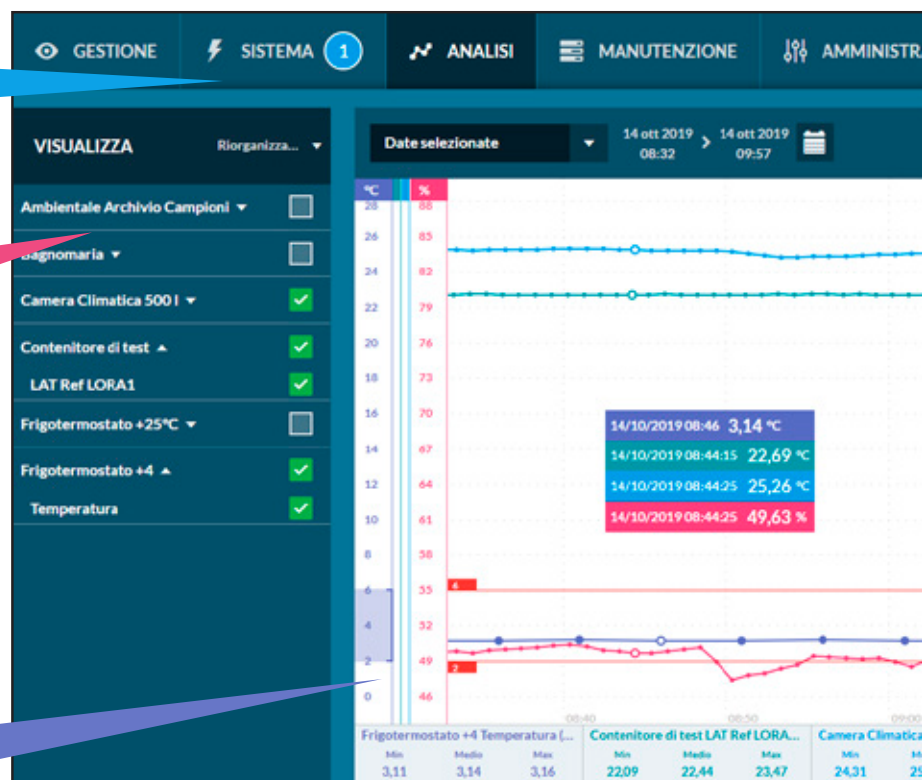 GESTIONE
SISTEMA 1
ANALISI
MANUTENZIONE
AMMINISTR
VISUALIZZA Riorganizza...
Ambientale Archivio Campioni
Bagnomaria
Camera Climatica 500 l
Contenitore di test
LAT Ref LORA1
Frigotermostato +25°C
Frigotermostato +4
Temperatura
Date selezionate
14 ott 2019 > 14 ott 2019
08:32 09:57
°C %
28 88
26 85
24 82
22 79
20 76
18 73
16 70
14 67
12 64
10 61
8 58
6 55
4 52
2 49
0 46
14/10/2019 08:46 3,14 °C
14/10/2019 08:44:15 22,69 °C
14/10/2019 08:44:25 25,26 °C
14/10/2019 08:44:25 49,63 %
6
2
08:40 08:50 09:00
Frigotermostato +4 Temperatura (...
Min Medio Max
3,11 3,14 3,16
Contenitore di test LAT Ref LORA...
Min Medio Max
22,09 22,44 23,47
Camera Climatica
Min M
24,31 25